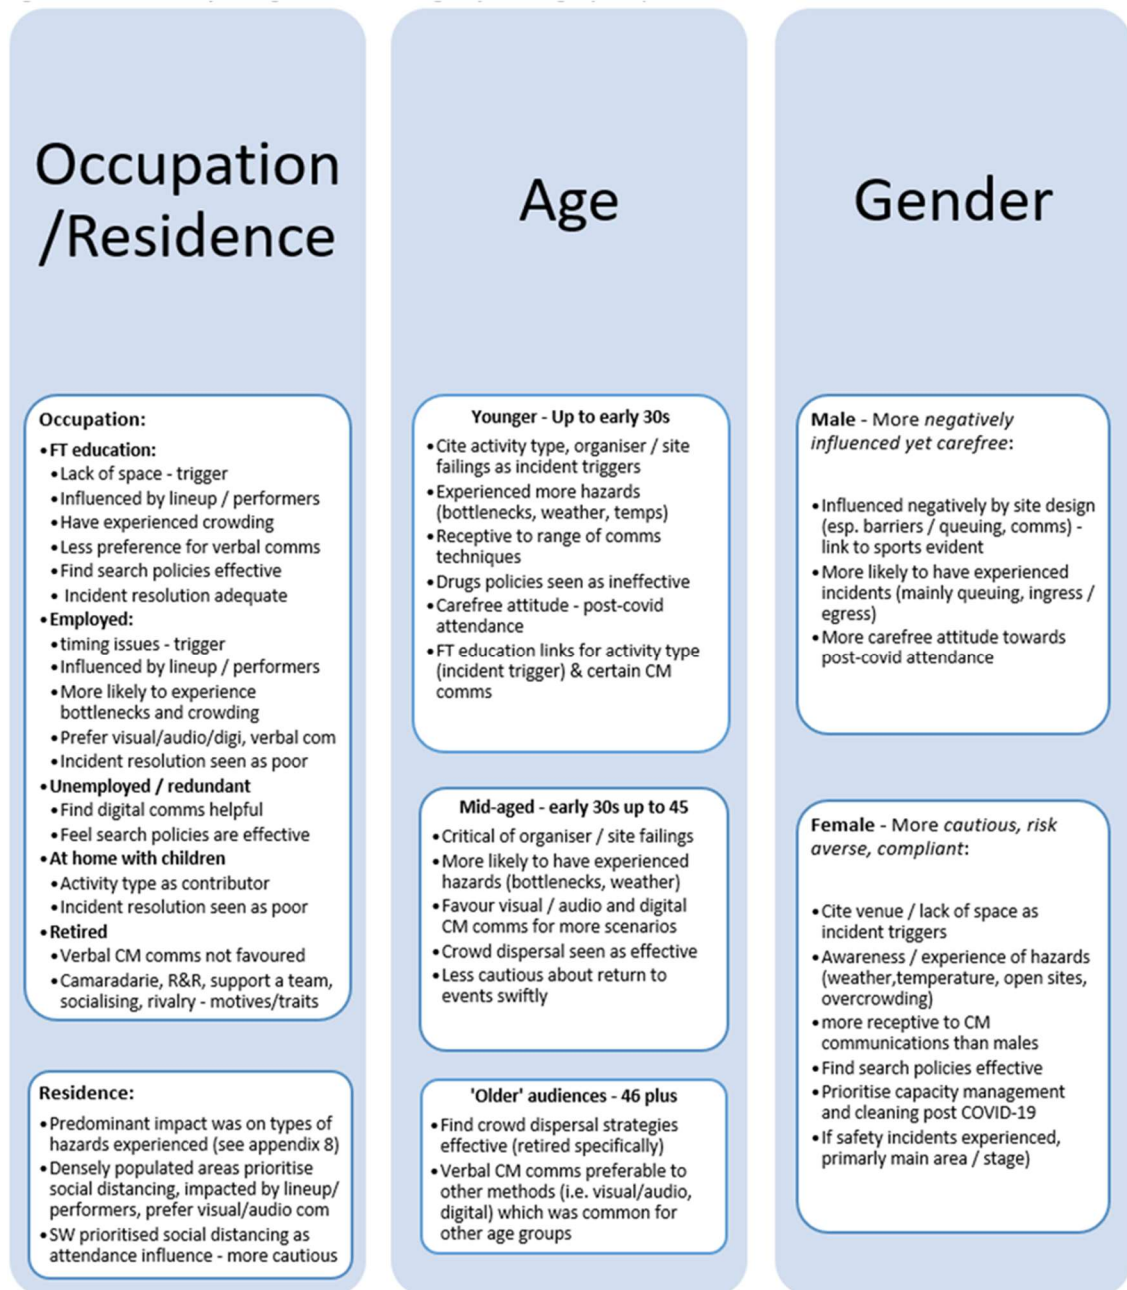 Occupation
/Residence
Occupation:
•FT education:
•Lack of space - trigger
•Influenced by lineup / performers
•Have experienced crowding
•Less preference for verbal comms
•Find search policies effective
• Incident resolution adequate
•Employed:
•timing issues - trigger
•Influenced by lineup / performers
•More likely to experience
bottlenecks and crowding
•Prefer visual/audio/digi, verbal com
•Incident resolution seen as poor
•Unemployed / redundant
•Find digital comms helpful
•Feel search policies are effective
•At home with children
•Activity type as contributor
•Incident resolution seen as poor
•Retired
•Verbal CM comms not favoured
•Camaradarie, R&R, support a team,
socialising, rivalry - motives/traits
Residence:
•Predominant impact was on types of
hazards experienced (see appendix 8)
•Densely populated areas prioritise
social distancing, impacted by lineup/
performers, prefer visual/audio com
•SW prioritised social distancing as
attendance influence - more cautious
Age
Younger - Up to early 30s
•Cite activity type, organiser / site
failings as incident triggers
•Experienced more hazards
(bottlenecks, weather, temps)
•Receptive to range of comms
techniques
•Drugs policies seen as ineffective
•Carefree attitude - post-covid
attendance
•FT education links for activity type
(incident trigger) & certain CM
comms
Mid-aged - early 30s up to 45
•Critical of organiser / site failings
•More likely to have experienced
hazards (bottlenecks, weather)
•Favour visual / audio and digital
CM comms for more scenarios
•Crowd dispersal seen as effective
•Less cautious about return to
events swiftly
'Older' audiences - 46 plus
•Find crowd dispersal strategies
effective (retired specifically)
•Verbal CM comms preferable to
other methods (i.e. visual/audio,
digital) which was common for
other age groups
Gender
Male - More negatively
influenced yet carefree:
•Influenced negatively by site design
(esp. barriers / queuing, comms) -
link to sports evident
•More likely to have experienced
incidents (mainly queuing, ingress /
egress)
•More carefree attitude towards
post-covid attendance
Female - More cautious, risk
averse, compliant:
•Cite venue / lack of space as
incident triggers
•Awareness / experience of hazards
(weather,temperature, open sites,
overcrowding)
•more receptive to CM
communications than males
•Find search policies effective
•Prioritise capacity management
and cleaning post COVID-19
•If safety incidents experienced,
primarly main area / stage)